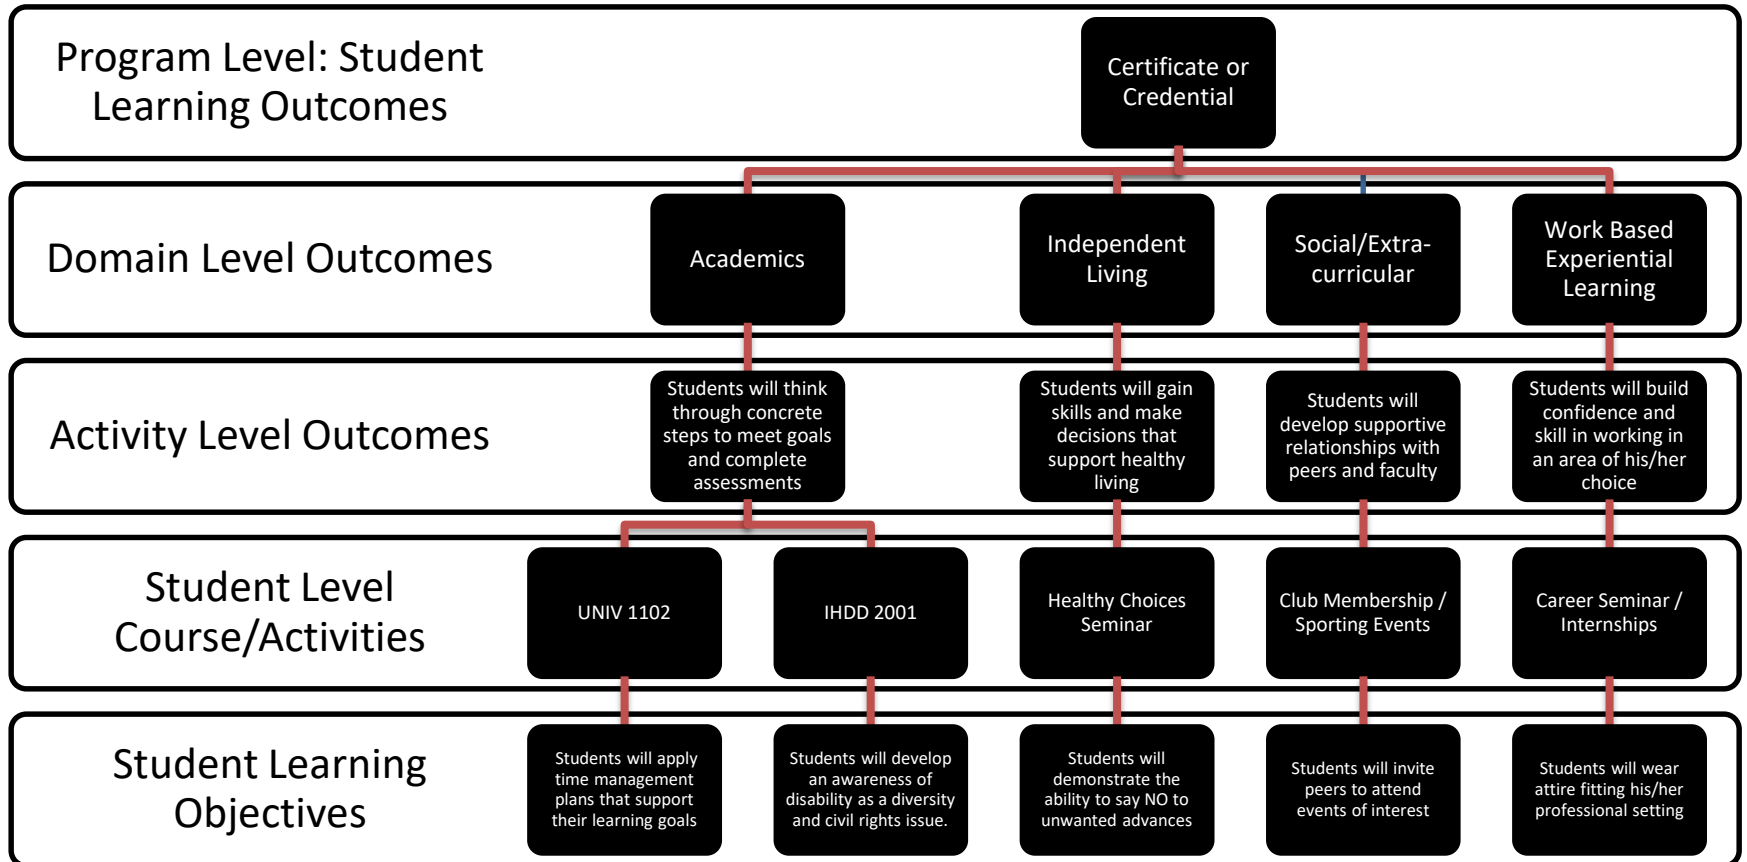 Program Level: Student
Learning Outcomes
Certificate or
Credential
Domain Level Outcomes
Academics
Independent
Living
Social/Extra-
curricular
Work Based
Experiential
Learning
Activity Level Outcomes
Students will think
through concrete
steps to meet goals
and complete
assessments
Students will gain
skills and make
decisions that
support healthy
living
Students will
develop supportive
relationships with
peers and faculty
Students will build
confidence and
skill in working in
an area of his/her
choice
Student Level
Course/Activities
UNIV 1102
IHDD 2001
Healthy Choices
Seminar
Club Membership /
Sporting Events
Career Seminar /
Internships
Student Learning
Objectives
Students will apply
time management
plans that support
their learning goals
Students will develop
an awareness of
disability as a diversity
and civil rights issue.
Students will
demonstrate the
ability to say NO to
unwanted advances
Students will invite
peers to attend
events of interest
Students will wear
attire fitting his/her
professional setting